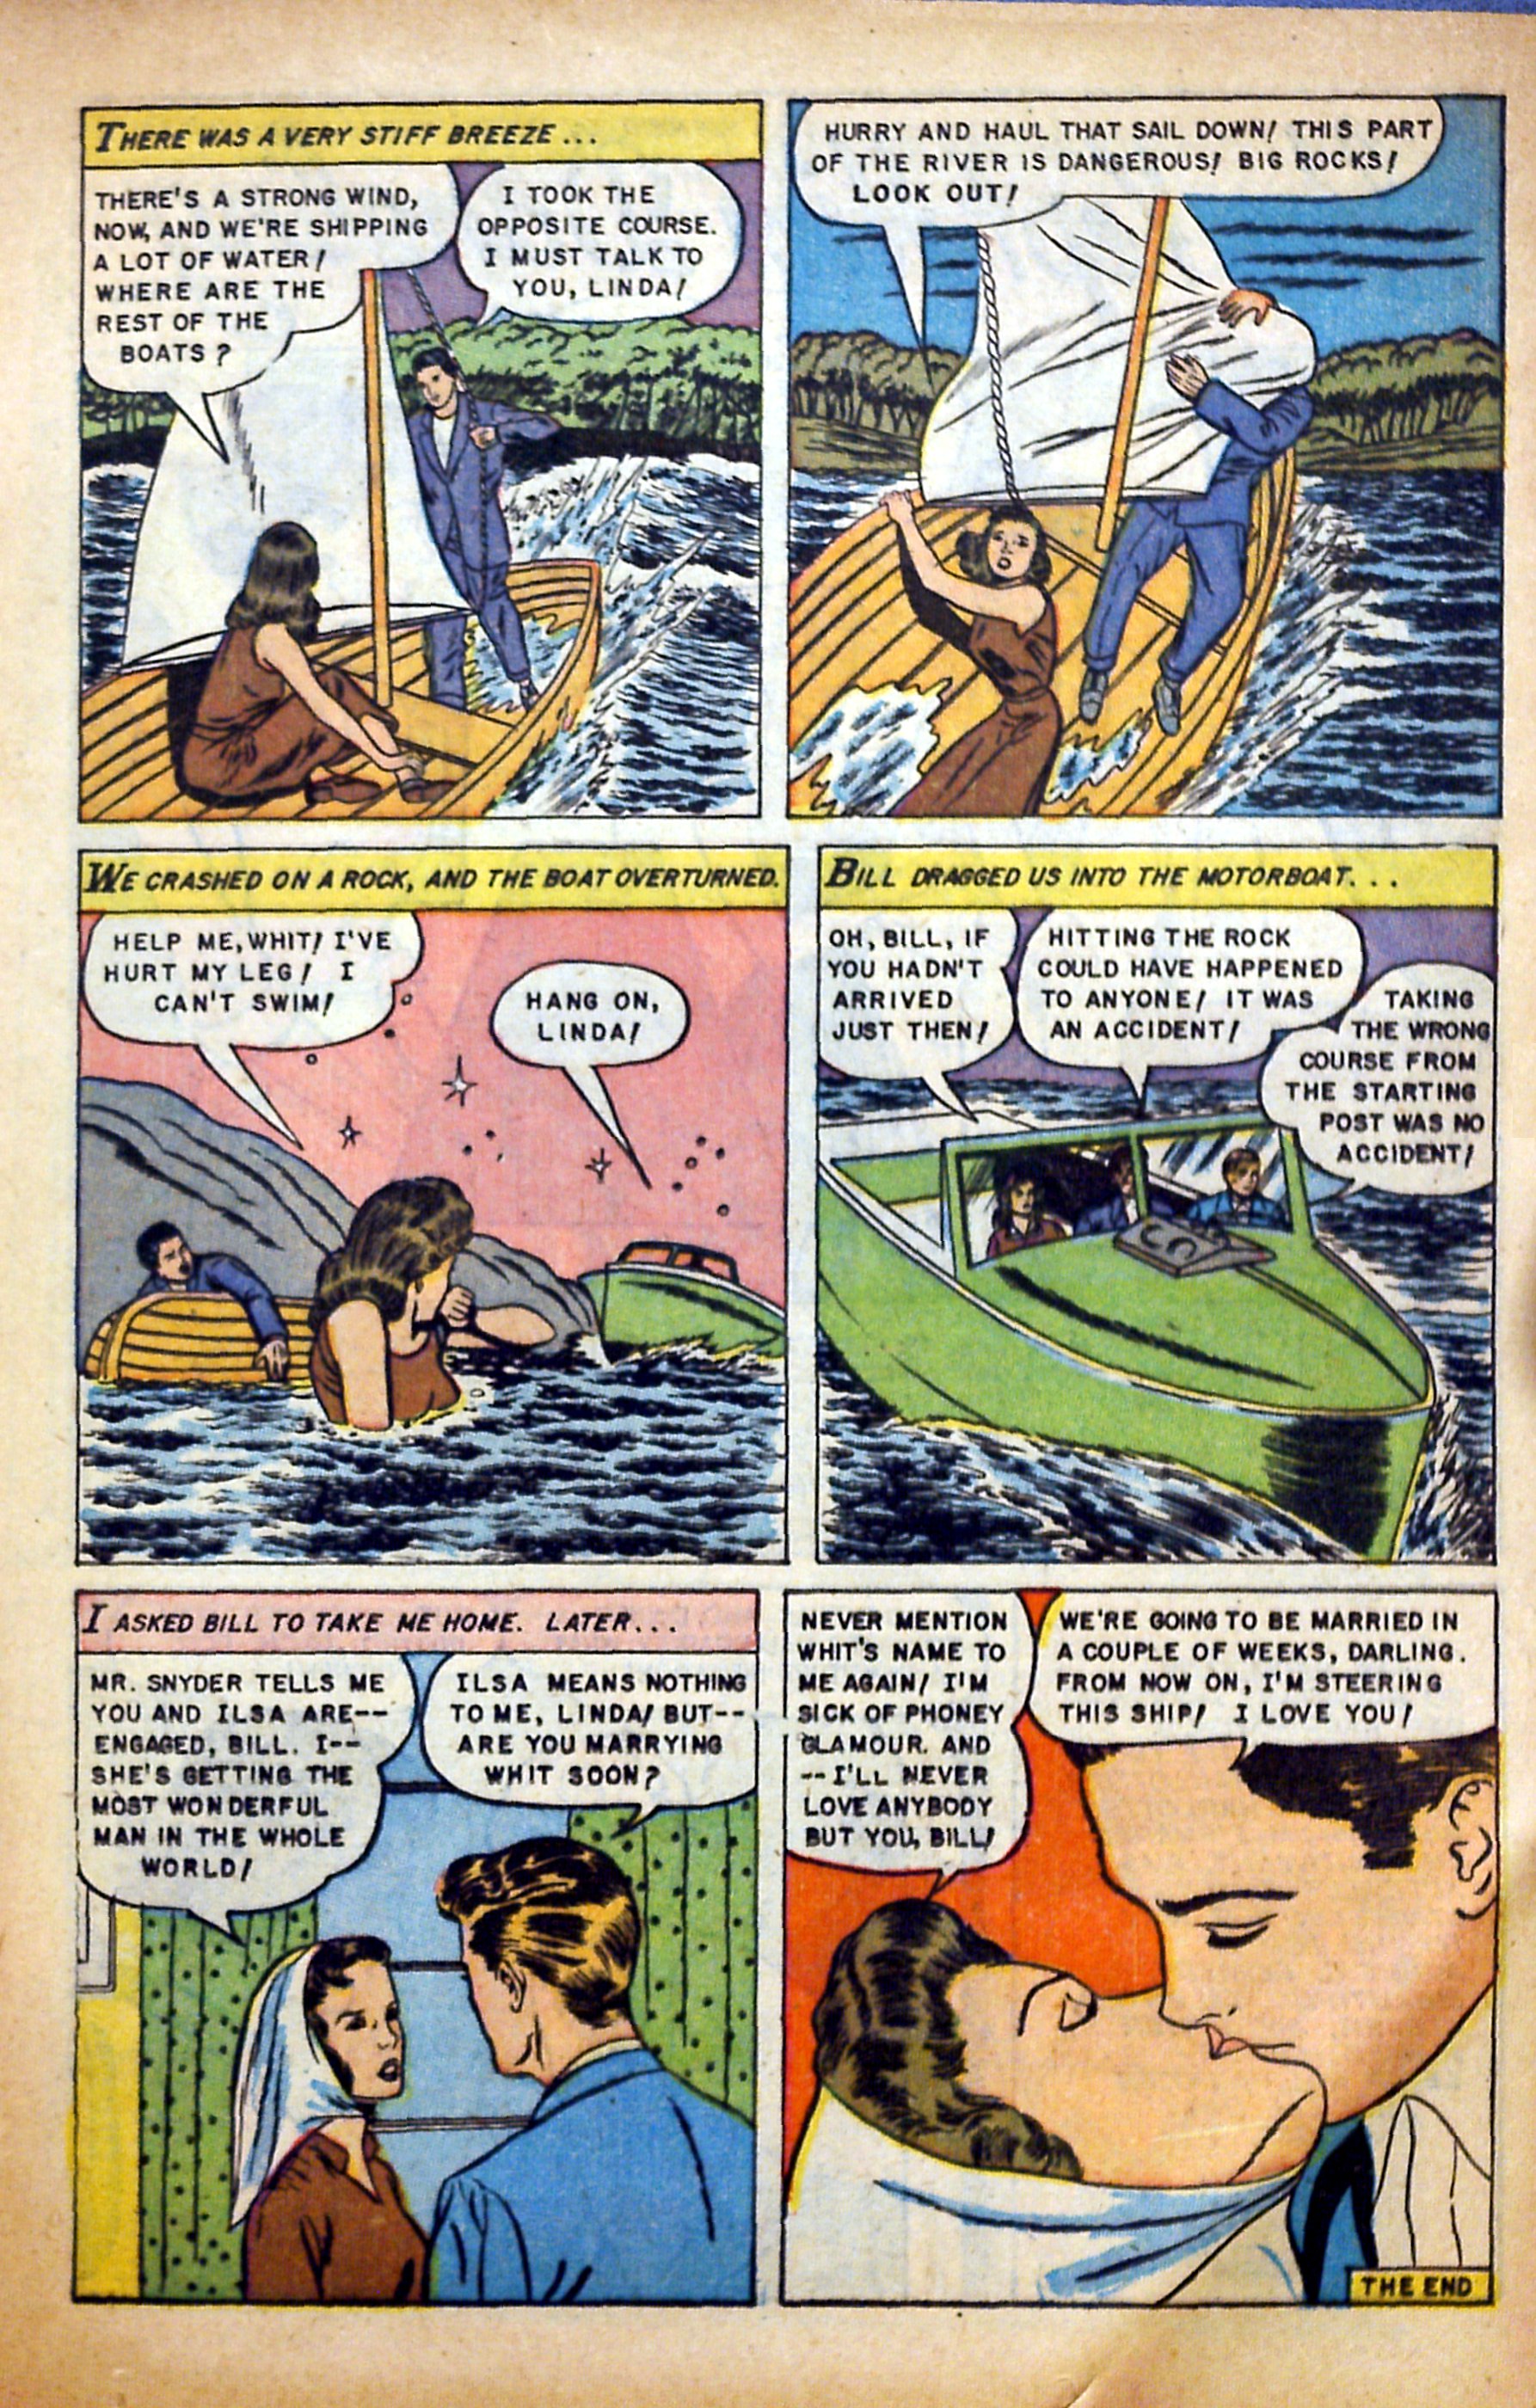 THERE WAS A VERY STIFF BREEZE...
THERE'S A STRONG WIND,
NOW, AND WE'RE SHIPPING
A LOT OF WATER!
WHERE ARE THE
REST OF THE
BOATS?
I TOOK THE
OPPOSITE COURSE.
I MUST TALK TO
YOU, LINDA!
HURRY AND HAUL THAT SAIL DOWN! THIS PART
OF THE RIVER IS DANGEROUS! BIG ROCKS!
LOOK OUT!
WE CRASHED ON A ROCK, AND THE BOAT OVERTURNED.
HELP ME, WHIT! I'VE
HURT MY LEG! I
CAN'T SWIM!
HANG ON,
LINDA!
BILL DRAGGED US INTO THE MOTORBOAT...
OH, BILL, IF
YOU HADN'T
ARRIVED
JUST THEN!
HITTING THE ROCK
COULD HAVE HAPPENED
TO ANYONE! IT WAS
AN ACCIDENT!
TAKING
THE WRONG
COURSE FROM
THE STARTING
POST WAS NO
ACCIDENT!
I ASKED BILL TO TAKE ME HOME. LATER...
MR. SNYDER TELLS ME
YOU AND ILSA ARE--
ENGAGED, BILL. I--
SHE'S GETTING THE
MOST WONDERFUL
MAN IN THE WHOLE
WORLD!
ILSA MEANS NOTHING
TO ME, LINDA! BUT--
ARE YOU MARRYING
WHIT SOON?
NEVER MENTION
WHIT'S NAME TO
ME AGAIN! I'M
SICK OF PHONEY
GLAMOUR. AND
-- I'LL NEVER
LOVE ANYBODY
BUT YOU, BILL!
WE'RE GOING TO BE MARRIED IN
A COUPLE OF WEEKS, DARLING.
FROM NOW ON, I'M STEERING
THIS SHIP! I LOVE YOU!
THE END